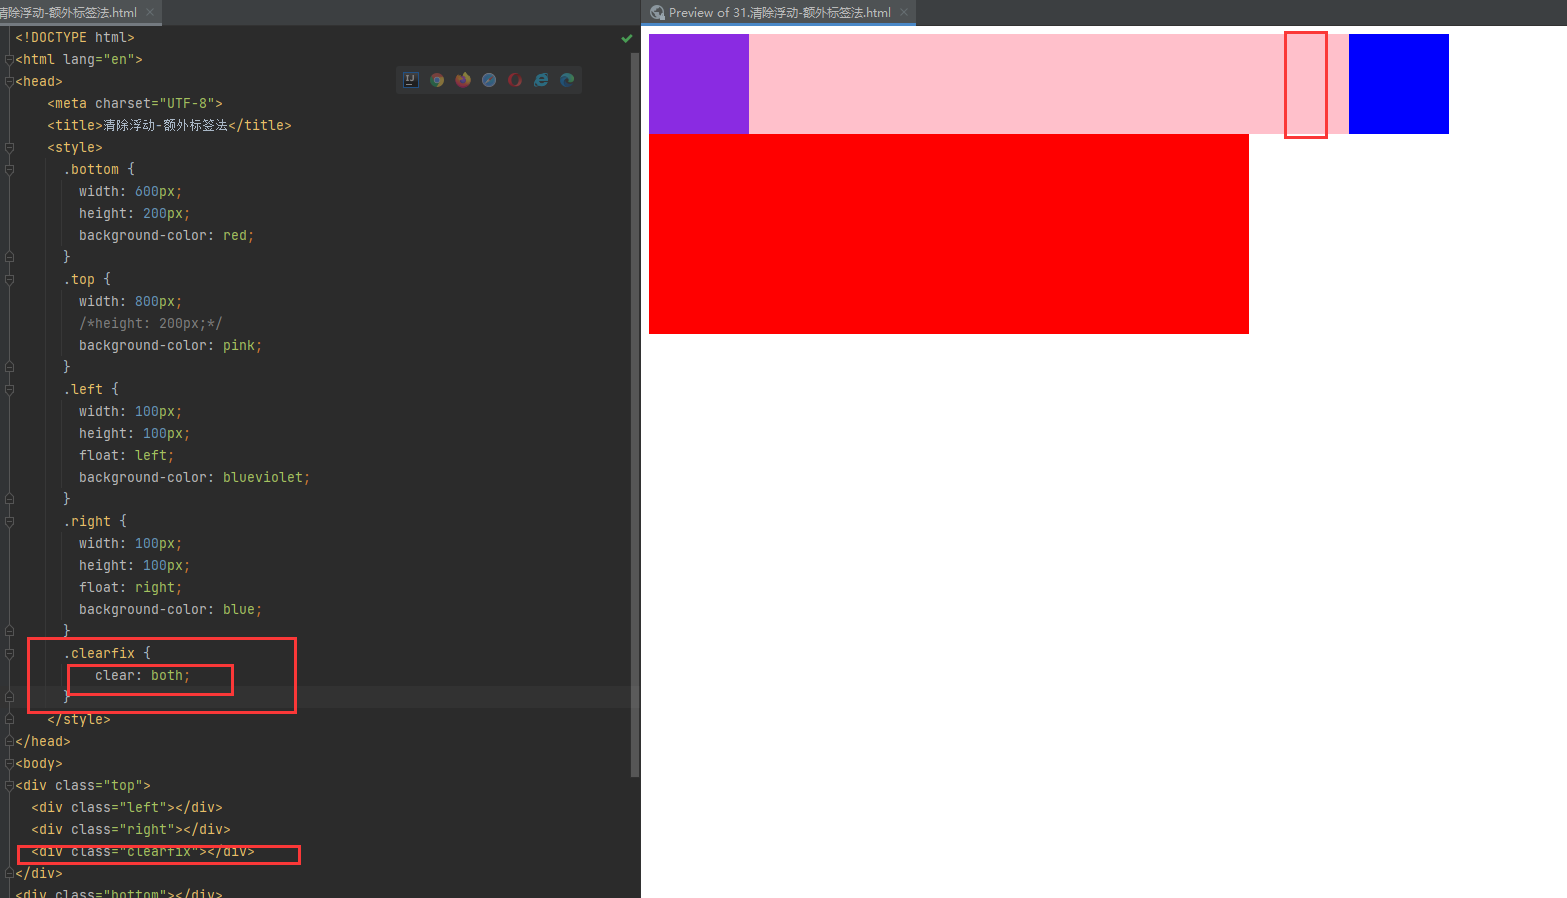 清除浮动-额外标签法.html
Preview of 31.清除浮动-额外标签法.html
<!DOCTYPE html>
<html lang="en">
<head>
<meta charset="UTF-8">
<title>清除浮动-额外标签法</title>
<style>
.bottom {
width: 600px;
height: 200px;
background-color: red;
}
.top {
width: 800px;
/*height: 200px;*/
background-color: pink;
}
.left {
width: 100px;
height: 100px;
float: left;
background-color: blueviolet;
}
.right {
width: 100px;
height: 100px;
float: right;
background-color: blue;
}
.clearfix {
clear: both;
}
</style>
</head>
<body>
<div class="top">
<div class="left"></div>
<div class="right"></div>
<div class="clearfix"></div>
</div>
<div class="bottom"></div>